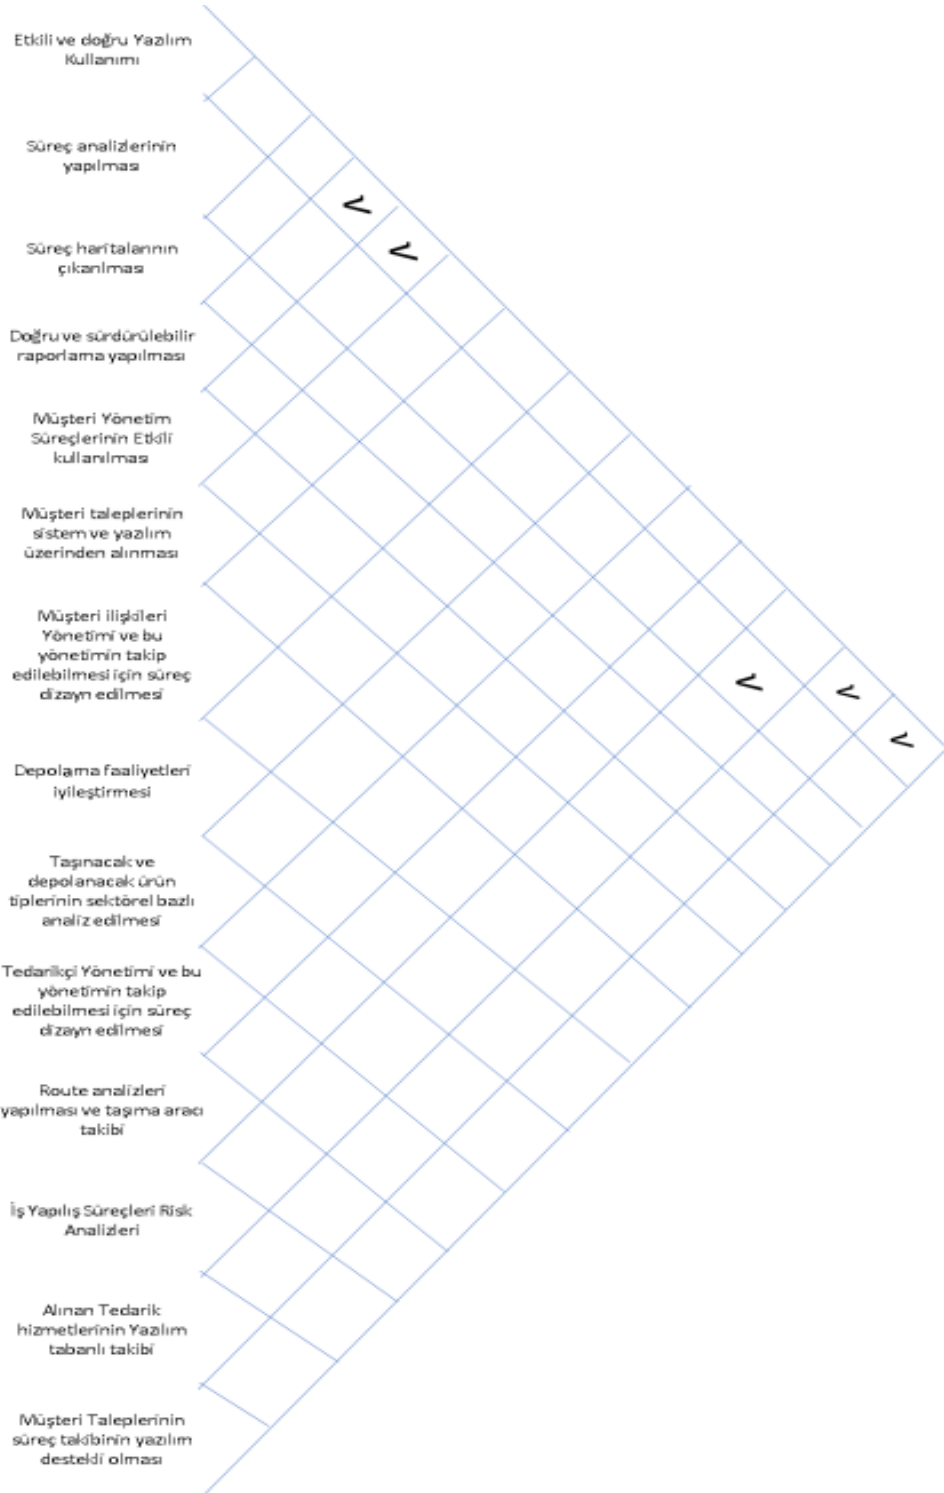 Etkili ve doğru Yazılım
Kullanımı
Süreç analizlerinin
yapılması
Süreç haritalarının
çıkarılması
Doğru ve sürdürülebilir
raporlama yapılması
Müşteri Yönetim
Süreçlerinin Etkili
kullanılması
Müşteri taleplerinin
sistem ve yazılım
üzerinden alınması
Müşteri ilişkileri
Yönetimi ve bu
yönetimin takip
edilebilmesi için süreç
dizayn edilmesi
Depolama faaliyetleri
iyileştirmesi
Taşınacak ve
depolanacak ürün
tiplerinin sektörel bazlı
analiz edilmesi
Tedarikçi Yönetimi ve bu
yönetimin takip
edilebilmesi için süreç
dizayn edilmesi
Route analizleri
yapılması ve taşıma aracı
takibi
İş Yapılış Süreçleri Risk
Analizleri
Alınan Tedarik
hizmetlerinin Yazılım
tabanlı takibi
Müşteri Taleplerinin
süreç takibinin yazılım
destekli olması